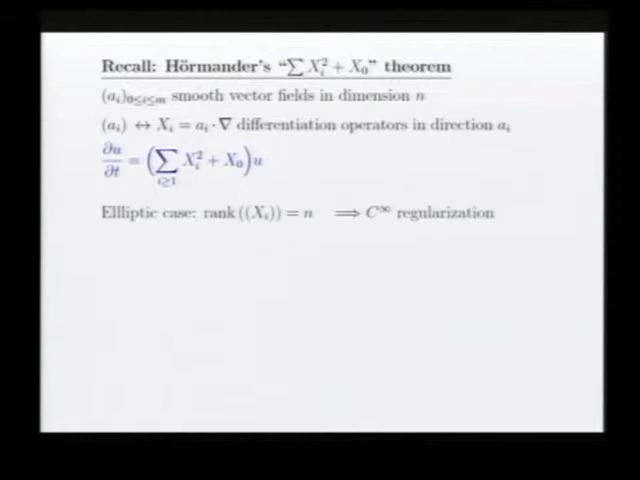 Recall: Hörmander's "∑ X_i^2 + X_0" theorem
(a_i)_{0≤i≤m} smooth vector fields in dimension n
(a_i) ↔ X_i = a_i · ∇ differentiation operators in direction a_i
∂u/∂t = (∑_{i≥1} X_i^2 + X_0) u
Ellliptic case: rank ((X_i)) = n ⟹ C^∞ regularization